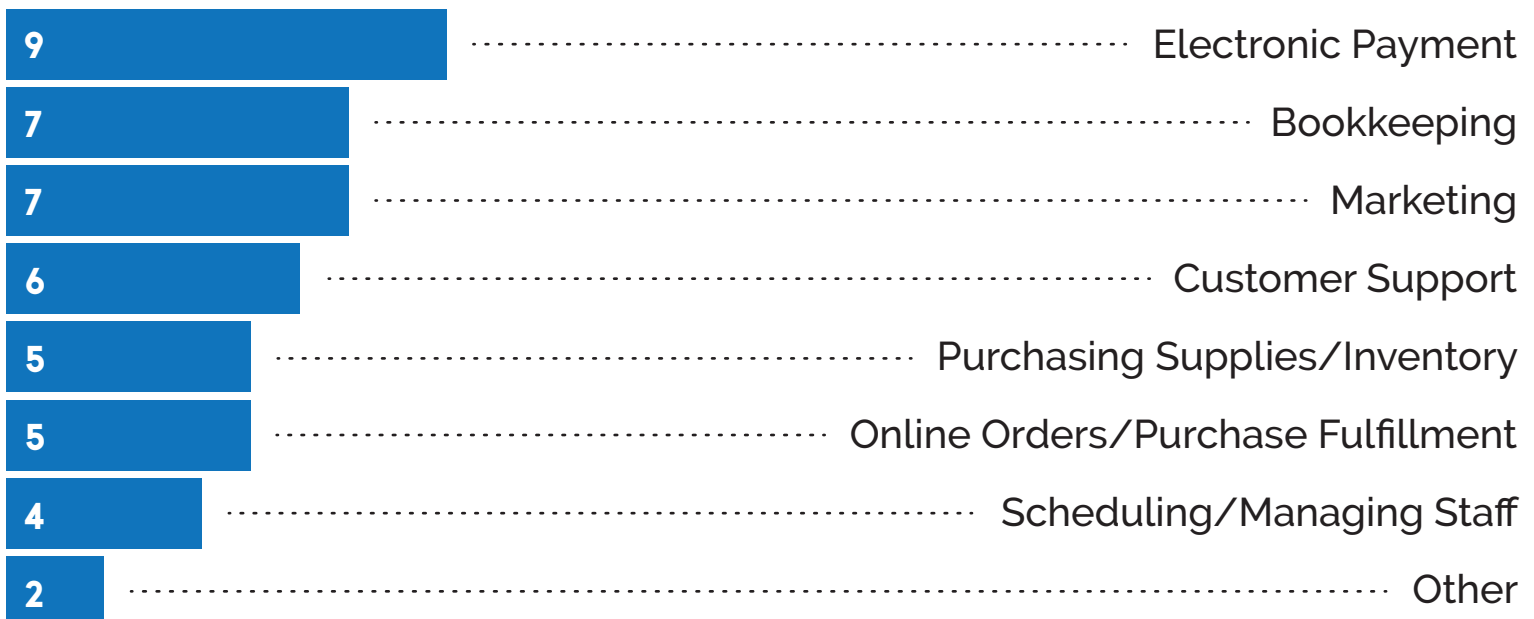 9 Electronic Payment
7 Bookkeeping
7 Marketing
6 Customer Support
5 Purchasing Supplies/Inventory
5 Online Orders/Purchase Fulfillment
4 Scheduling/Managing Staff
2 Other